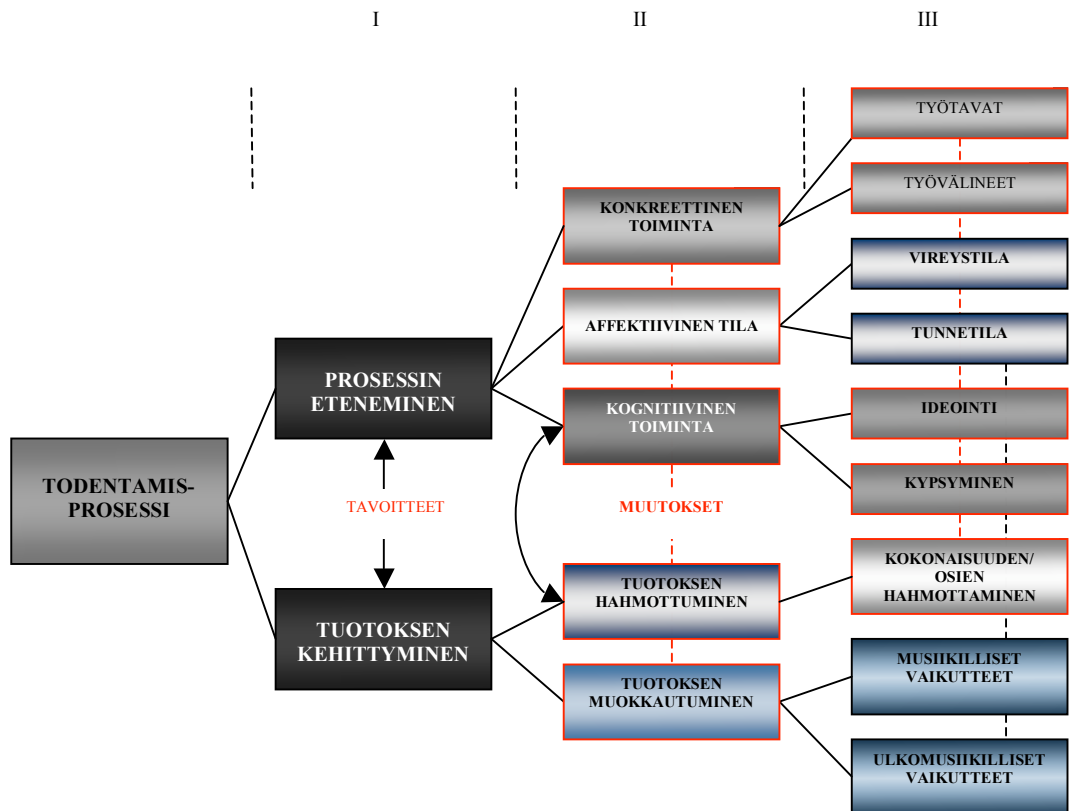 I
II
III
TYÖTAVAT
TYÖVÄLINEET
KONKREETTINEN
TOIMINTA
VIREYSTILA
AFFEKTIIVINEN TILA
TUNNETILA
PROSESSIN
ETENEMINEN
KOGNITIIVINEN
TOIMINTA
IDEOINTI
KYPSYMINEN
TODENTAMIS-
PROSESSI
TAVOITTEET
MUUTOKSET
KOKONAISUUDEN/
OSIEN
HAHMOTTAMINEN
TUOTOKSEN
HAHMOTTUMINEN
TUOTOKSEN
KEHITTYMINEN
MUSIIKILLISET
VAIKUTTEET
TUOTOKSEN
MUOKKAUTUMINEN
ULKOMUSIIKILLISET
VAIKUTTEET